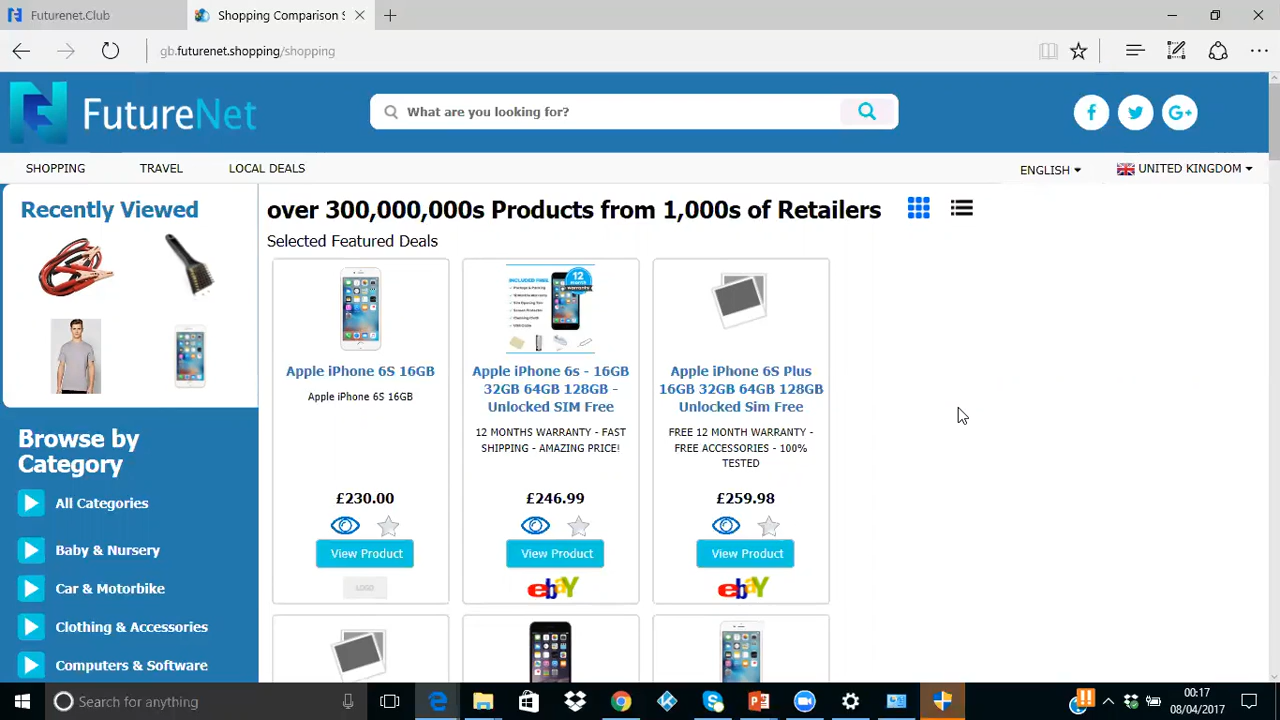 Futurenet.Club
Shopping Comparison S
gb.futurenet.shopping/shopping
FutureNet
What are you looking for?
SHOPPING TRAVEL LOCAL DEALS
ENGLISH UNITED KINGDOM
Recently Viewed
over 300,000,000s Products from 1,000s of Retailers
Selected Featured Deals
Apple iPhone 6S 16GB
Apple iPhone 6S 16GB
£230.00
View Product
LOGO
12
Apple iPhone 6s - 16GB
32GB 64GB 128GB -
Unlocked SIM Free
12 MONTHS WARRANTY - FAST
SHIPPING - AMAZING PRICE!
£246.99
View Product
ebay
Apple iPhone 6S Plus
16GB 32GB 64GB 128GB
Unlocked Sim Free
FREE 12 MONTH WARRANTY -
FREE ACCESSORIES - 100%
TESTED
£259.98
View Product
ebay
Browse by
Category
All Categories
Baby & Nursery
Car & Motorbike
Clothing & Accessories
Computers & Software
Search for anything
00:17
08/04/2017